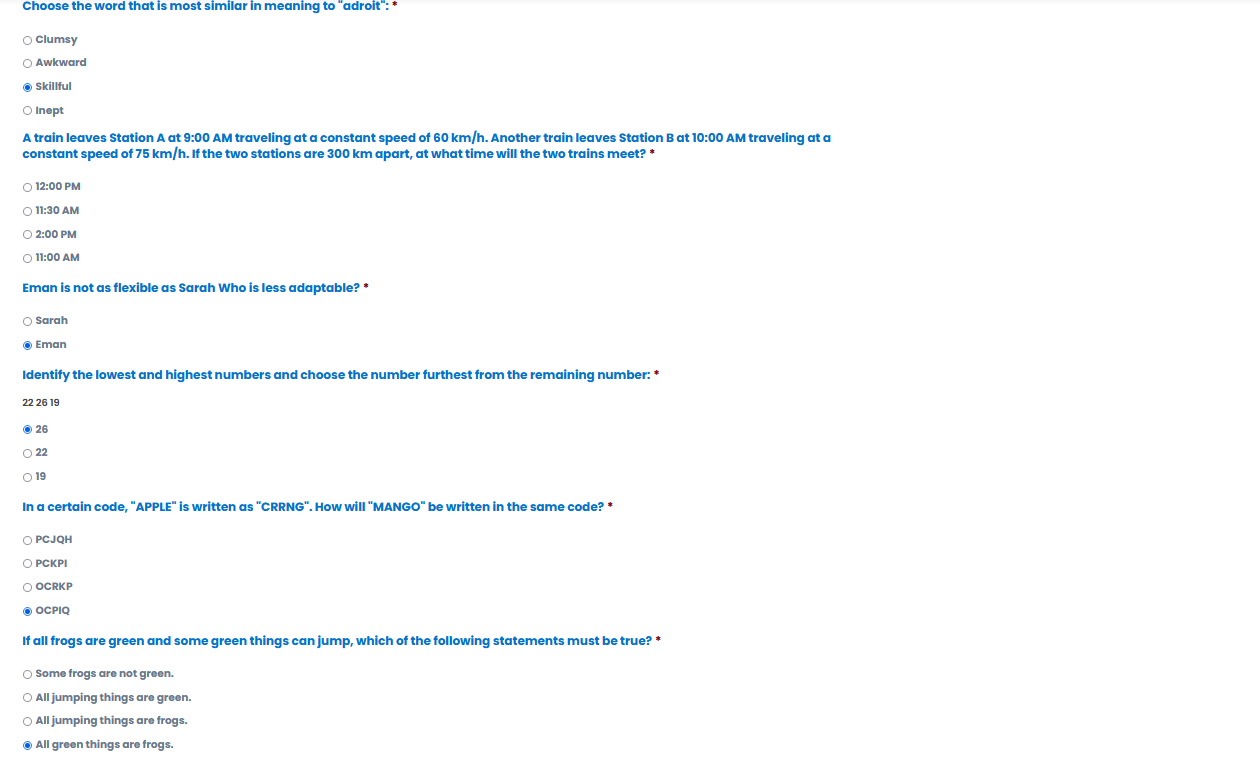 Choose the word that is most similar in meaning to "adroit": *
Clumsy
Awkward
Skillful
Inept
A train leaves Station A at 9:00 AM traveling at a constant speed of 60 km/h. Another train leaves Station B at 10:00 AM traveling at a
constant speed of 75 km/h. If the two stations are 300 km apart, at what time will the two trains meet? *
12:00 PM
11:30 AM
2:00 PM
11:00 AM
Eman is not as flexible as Sarah Who is less adaptable? *
Sarah
Eman
Identify the lowest and highest numbers and choose the number furthest from the remaining number: *
22 26 19
26
22
19
In a certain code, "APPLE" is written as "CRRNG". How will "MANGO" be written in the same code? *
PCJQH
PCKPI
OCRKP
OCPIQ
If all frogs are green and some green things can jump, which of the following statements must be true? *
Some frogs are not green.
All jumping things are green.
All jumping things are frogs.
All green things are frogs.